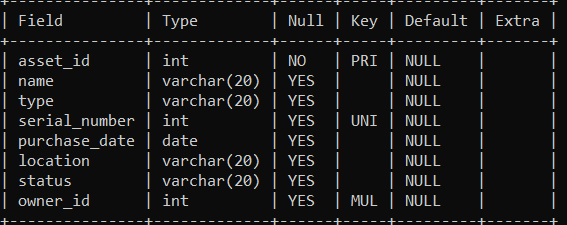 | Field | Type | Null | Key | Default | Extra |
| asset_id | int | NO | PRI | NULL | |
| name | varchar(20) | YES | | NULL | |
| type | varchar(20) | YES | | NULL | |
| serial_number | int | YES | UNI | NULL | |
| purchase_date | date | YES | | NULL | |
| location | varchar(20) | YES | | NULL | |
| status | varchar(20) | YES | | NULL | |
| owner_id | int | YES | MUL | NULL | |